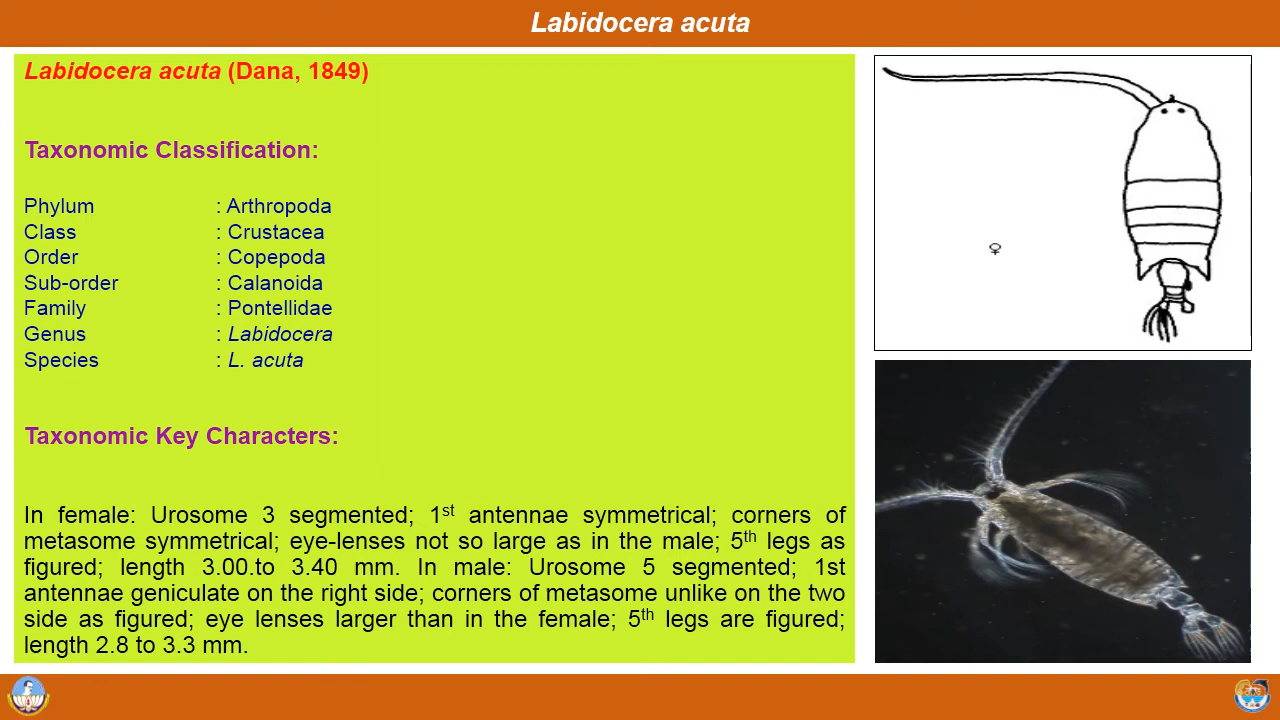 Labidocera acuta
Labidocera acuta (Dana, 1849)
Taxonomic Classification:
Phylum : Arthropoda
Class : Crustacea
Order : Copepoda
Sub-order : Calanoida
Family : Pontellidae
Genus : Labidocera
Species : L. acuta
Taxonomic Key Characters:
In female: Urosome 3 segmented; 1st antennae symmetrical; corners of
metasome symmetrical; eye-lenses not so large as in the male; 5th legs as
figured; length 3.00.to 3.40 mm. In male: Urosome 5 segmented; 1st
antennae geniculate on the right side; corners of metasome unlike on the two
side as figured; eye lenses larger than in the female; 5th legs are figured;
length 2.8 to 3.3 mm.
♀